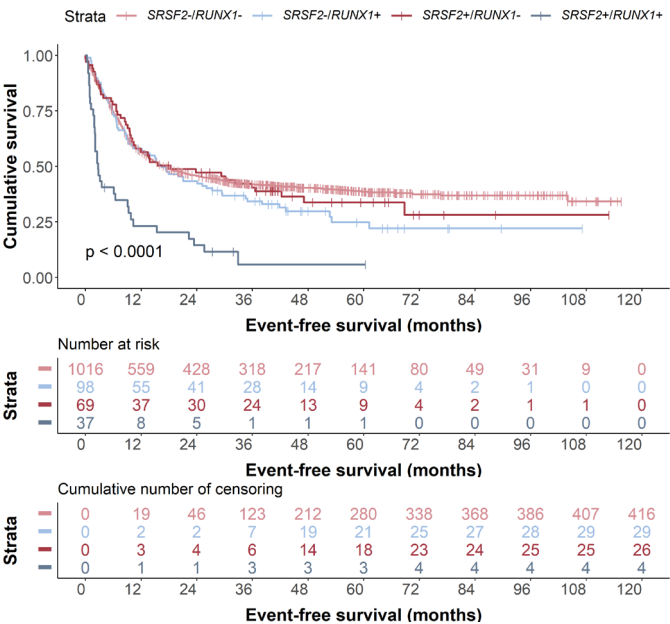 Strata SRSF2-/RUNX1- SRSF2-/RUNX1+ SRSF2+/RUNX1- SRSF2+/RUNX1+
Cumulative survival
1.00
0.75
0.50
0.25
0.00
p < 0.0001
0 12 24 36 48 60 72 84 96 108 120
Event-free survival (months)
Number at risk
Strata
1016 559 428 318 217 141 80 49 31 9 0
98 55 41 28 14 9 4 2 1 0 0
69 37 30 24 13 9 4 2 1 1 0
37 8 5 1 1 1 0 0 0 0 0
0 12 24 36 48 60 72 84 96 108 120
Event-free survival (months)
Cumulative number of censoring
Strata
0 19 46 123 212 280 338 368 386 407 416
0 2 2 7 19 21 25 27 28 29 29
0 3 4 6 14 18 23 24 25 25 26
0 1 1 3 3 3 4 4 4 4 4
0 12 24 36 48 60 72 84 96 108 120
Event-free survival (months)